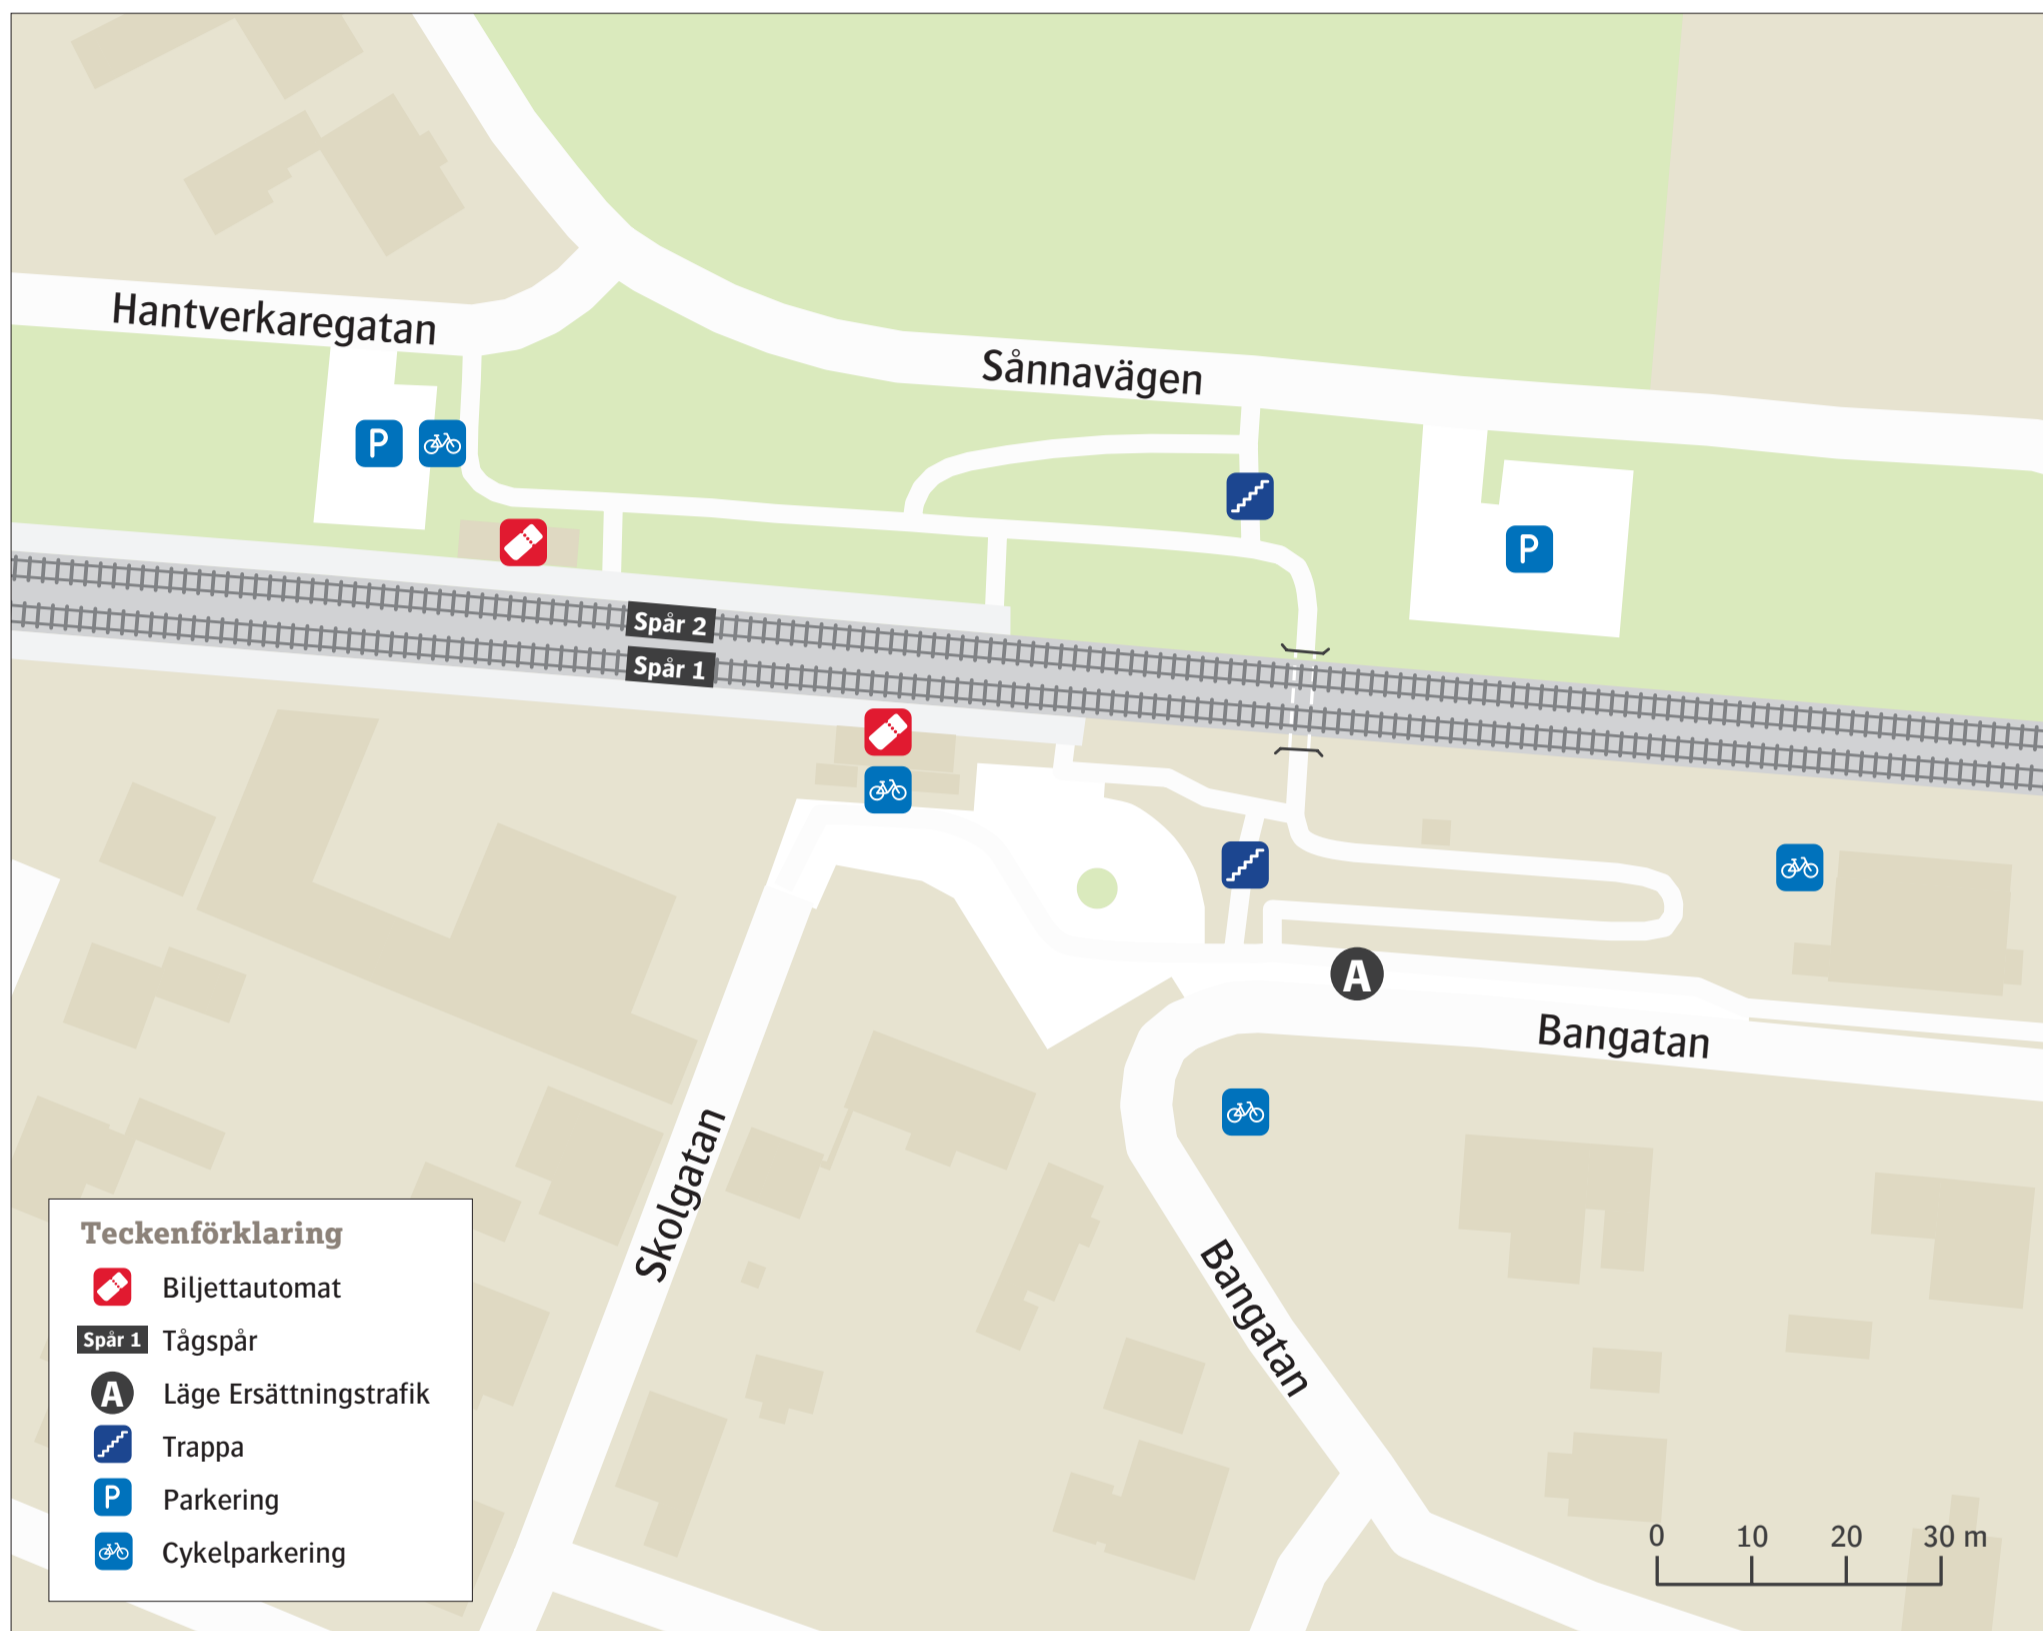 Hantverkaregatan
Sånnavägen
P
P
Spår 2
Spår 1
A
Bangatan
Skolgatan
Bangatan
Teckenförklaring
Biljettautomat
Spår 1 Tågspår
A Läge Ersättningstrafik
Trappa
P Parkering
Cykelparkering
0 10 20 30 m